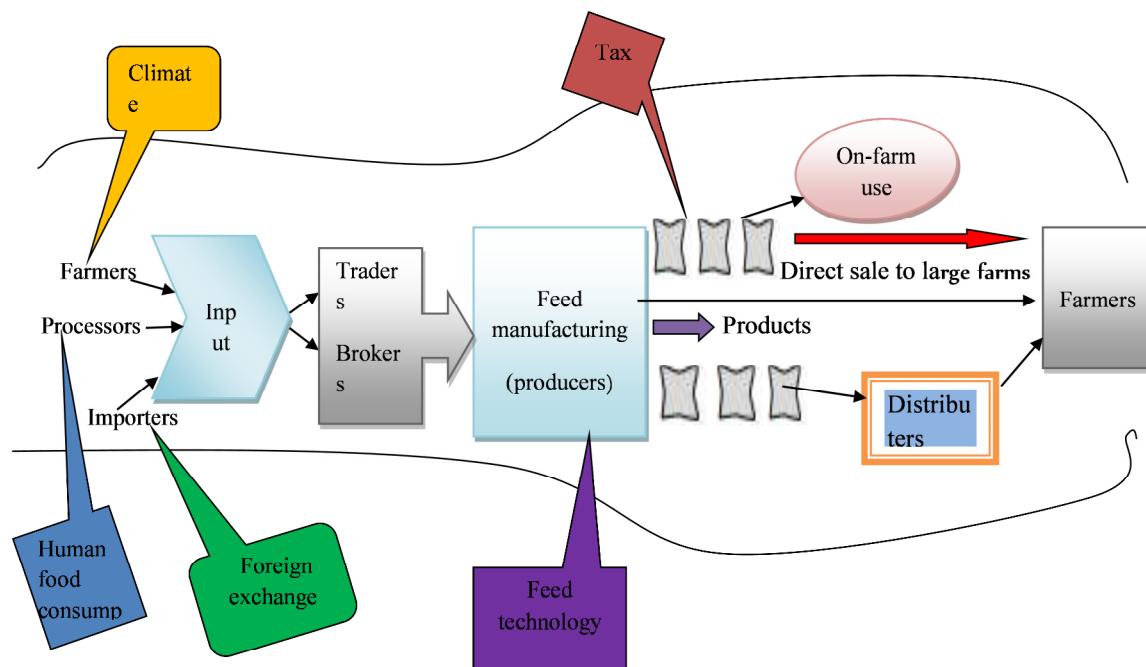 Climat
e
Tax
On-farm
use
Farmers
Processors
Importers
Inp
ut
Trader
s
Broker
s
Feed
manufacturing
(producers)
Direct sale to large farms
Products
Distribu
ters
Farmers
Human
food
consump
Foreign
exchange
Feed
technology